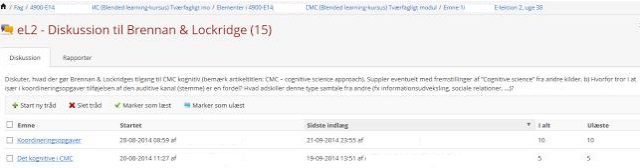 / Fag / 4900-E14 MC (Blended learning-kursus) Tværfagligt mo / Elementer i 4900-E14 CMC (Blended learning-kursus) Tværfagligt modul / Emne 1 E-lektion 2, uge 38
eL2 - Diskussion til Brennan & Lockridge (15)
Diskussion Rapporter
Diskuter, hvad der gør Brennan & Lockridges tilgang til CMC kognitiv (bemærk artikeltitlen: CMC – cognitive science approach). Suppler eventuelt med fremstillinger af "Cognitive science" fra andre kilder. b) Hvorfor tror I at
især i koordineringsopgaver tilføjelsen af den auditive kanal (stemme) er en fordel? Hvad adskiller denne type samtale fra andre (fx informationsudveksling, sociale relationer, ...)?
Start ny tråd Slet tråd Marker som læst Marker som ulæst
Emne Startet Sidste indlæg I alt Ulæste
Koordineringsopgaver 20-08-2014 08:59 af 21-09-2014 23:55 af 10 10
Det kognitive i CMC 20-08-2014 11:27 af 19-09-2014 13:51 af 5 5